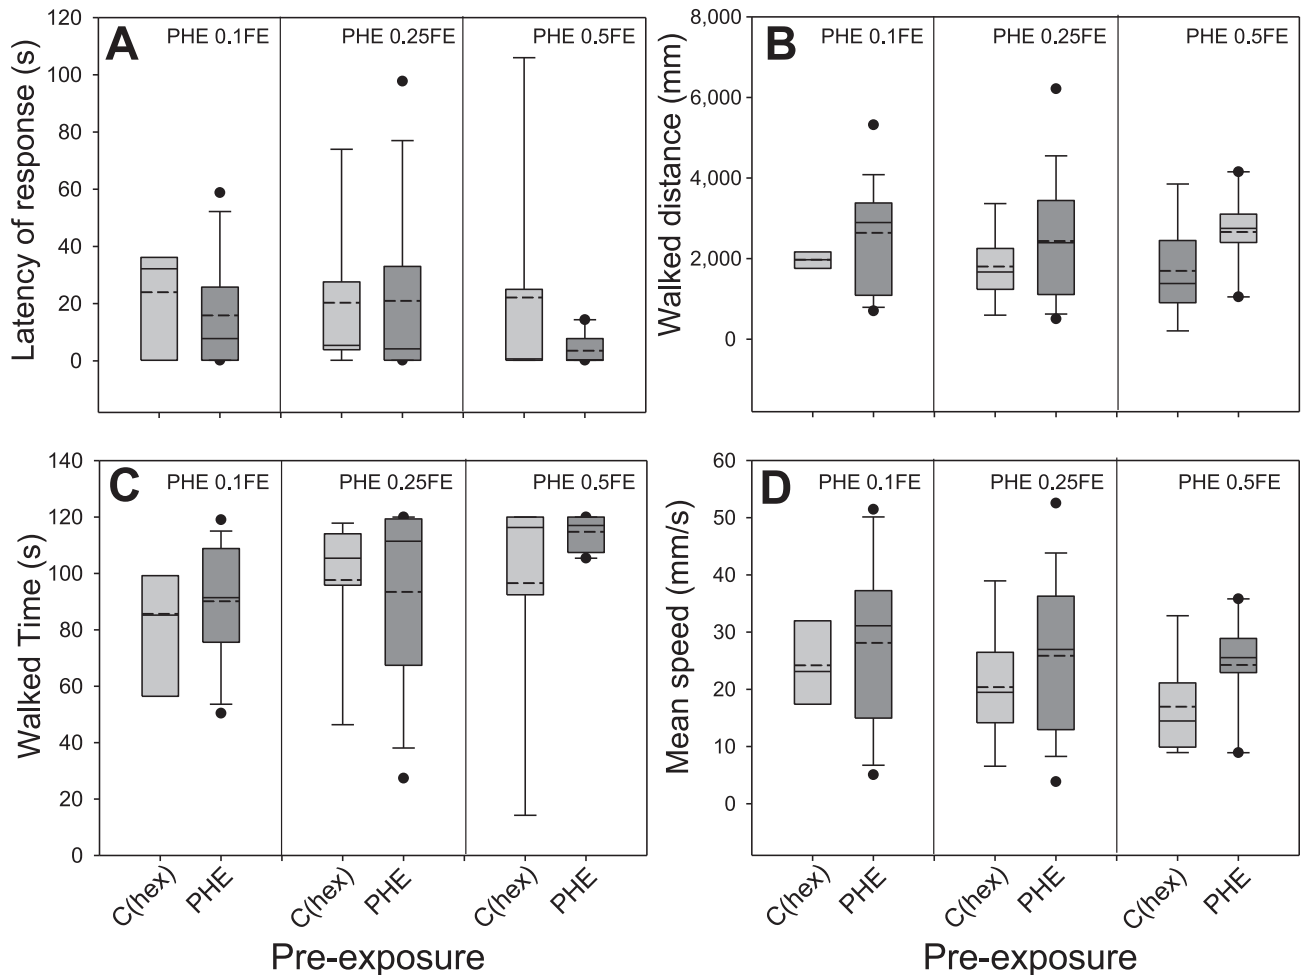 A
PHE 0.1FE
PHE 0.25FE
PHE 0.5FE
Latency of response (s)
120
100
80
60
40
20
0
B
PHE 0.1FE
PHE 0.25FE
PHE 0.5FE
Walked distance (mm)
8,000
6,000
4,000
2,000
0
C
PHE 0.1FE
PHE 0.25FE
PHE 0.5FE
Walked Time (s)
140
120
100
80
60
40
20
0
C(hex)
PHE
C(hex)
PHE
C(hex)
PHE
Pre-exposure
D
PHE 0.1FE
PHE 0.25FE
PHE 0.5FE
Mean speed (mm/s)
60
50
40
30
20
10
0
C(hex)
PHE
C(hex)
PHE
C(hex)
PHE
Pre-exposure